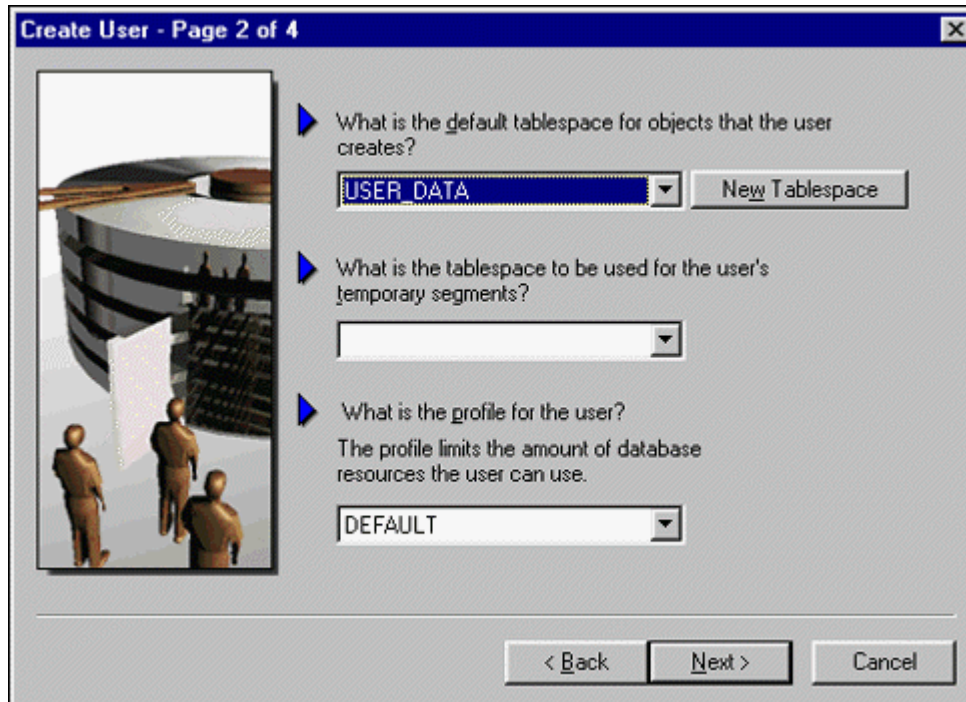 Create User - Page 2 of 4
What is the default tablespace for objects that the user
creates?
USER_DATA
New Tablespace
What is the tablespace to be used for the user's
temporary segments?
What is the profile for the user?
The profile limits the amount of database
resources the user can use.
DEFAULT
< Back
Next >
Cancel